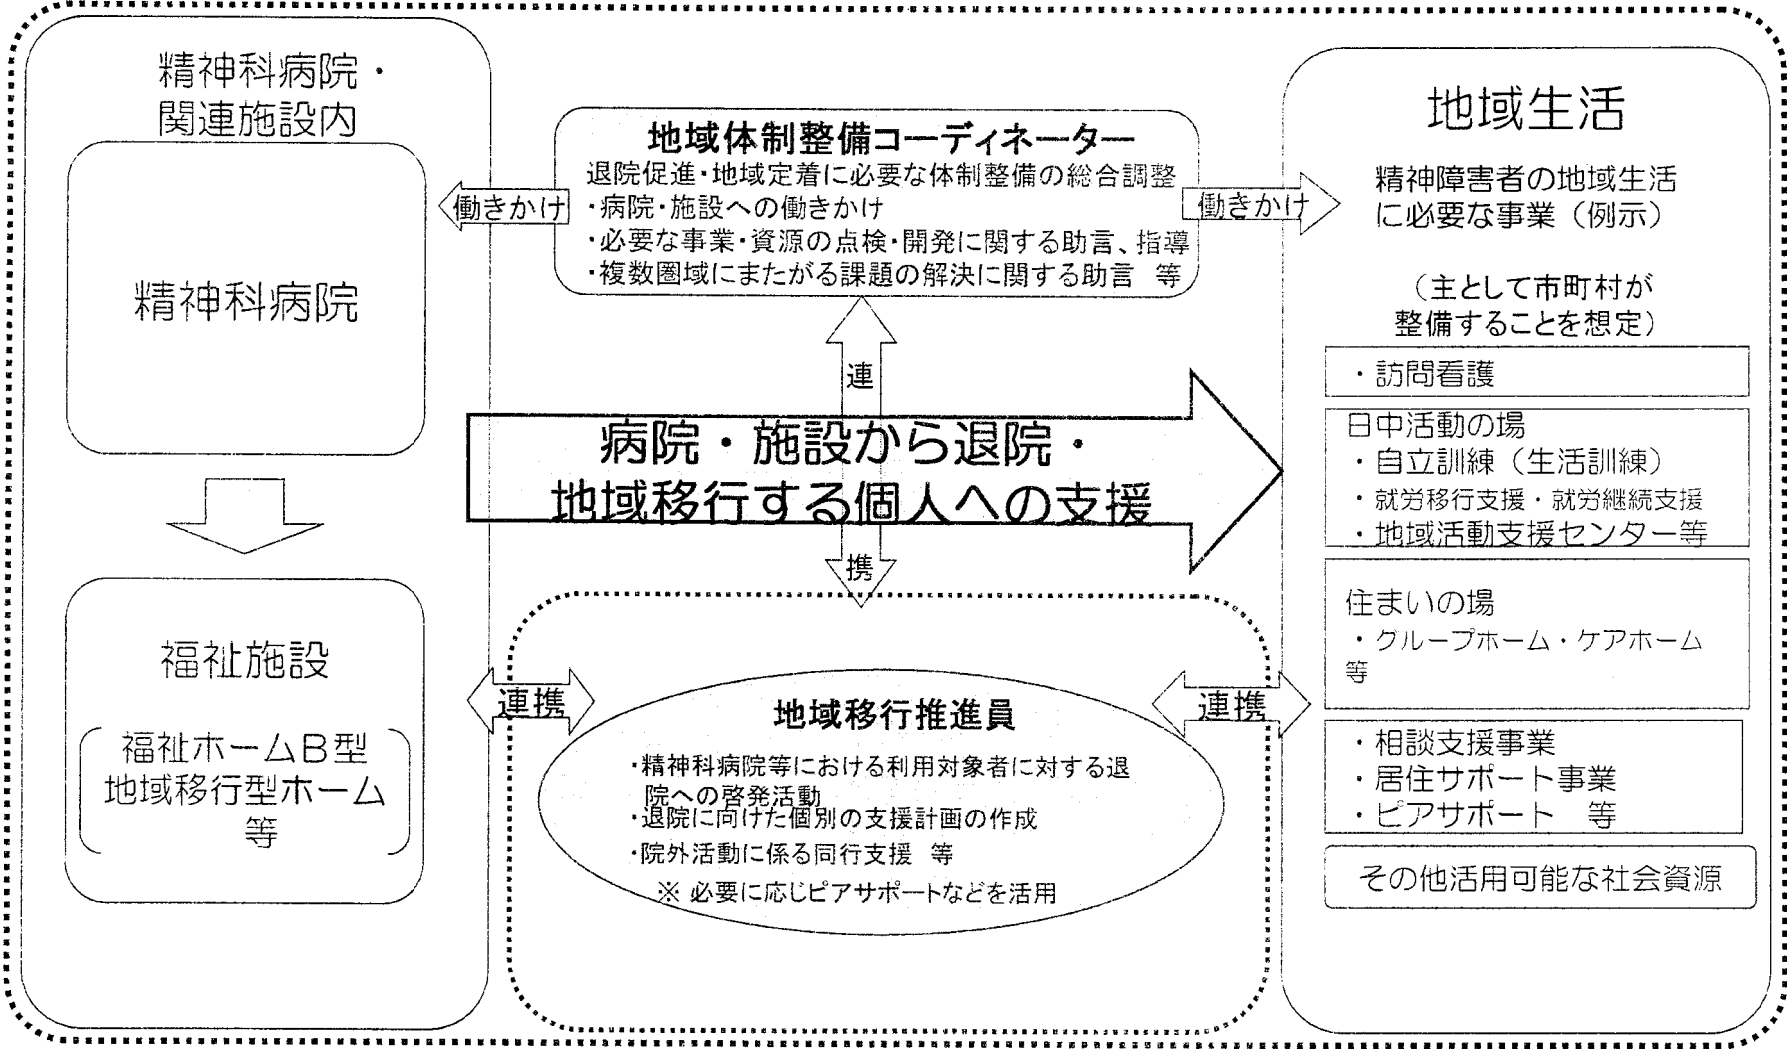 精神科病院・
関連施設内
精神科病院
福祉施設
福祉ホームB型
地域移行型ホーム
等
地域体制整備コーディネーター
退院促進・地域定着に必要な体制整備の総合調整
・病院・施設への働きかけ
・必要な事業・資源の点検・開発に関する助言、指導
・複数圏域にまたがる課題の解決に関する助言 等
働きかけ
働きかけ
連
病院・施設から退院・
地域移行する個人への支援
携
連携
連携
地域移行推進員
・精神科病院等における利用対象者に対する退
院への啓発活動
・退院に向けた個別の支援計画の作成
・院外活動に係る同行支援 等
※ 必要に応じピアサポートなどを活用
地域生活
精神障害者の地域生活
に必要な事業（例示）
（主として市町村が
整備することを想定）
・訪問看護
日中活動の場
・自立訓練（生活訓練）
・就労移行支援・就労継続支援
・地域活動支援センター等
住まいの場
・グループホーム・ケアホーム
等
・相談支援事業
・居住サポート事業
・ピアサポート 等
その他活用可能な社会資源